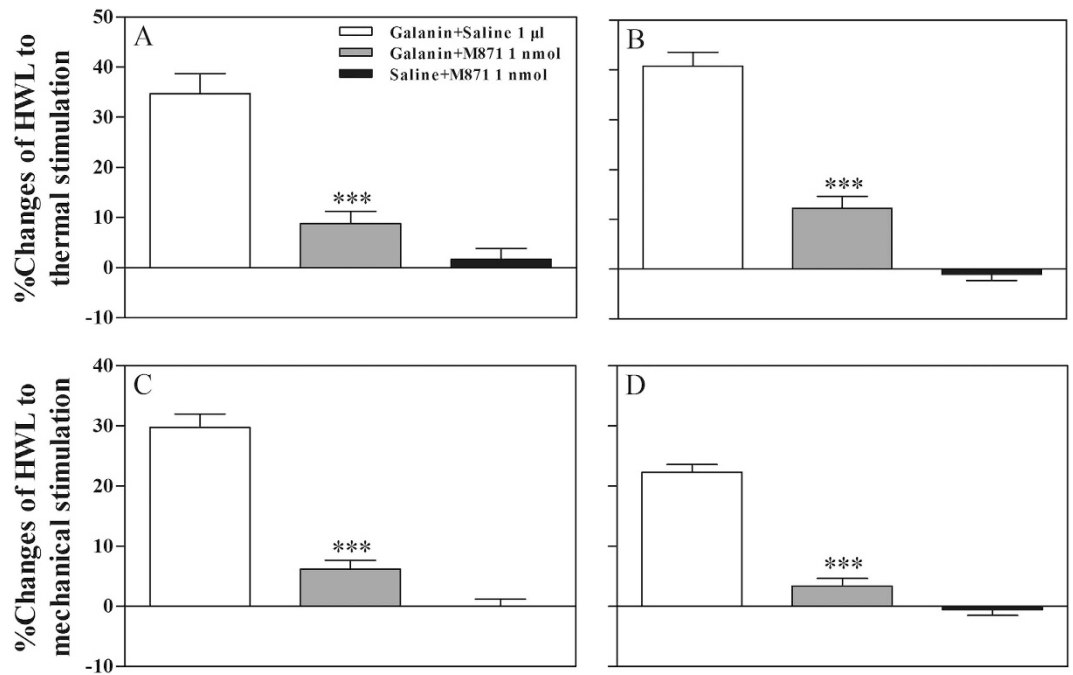 %Changes of HWL to
thermal stimulation
50
40
30
20
10
0
-10
A
Galanin+Saline 1 μl
Galanin+M871 1 nmol
Saline+M871 1 nmol
***
B
***
%Changes of HWL to
mechanical stimulation
40
30
20
10
0
-10
C
***
D
***